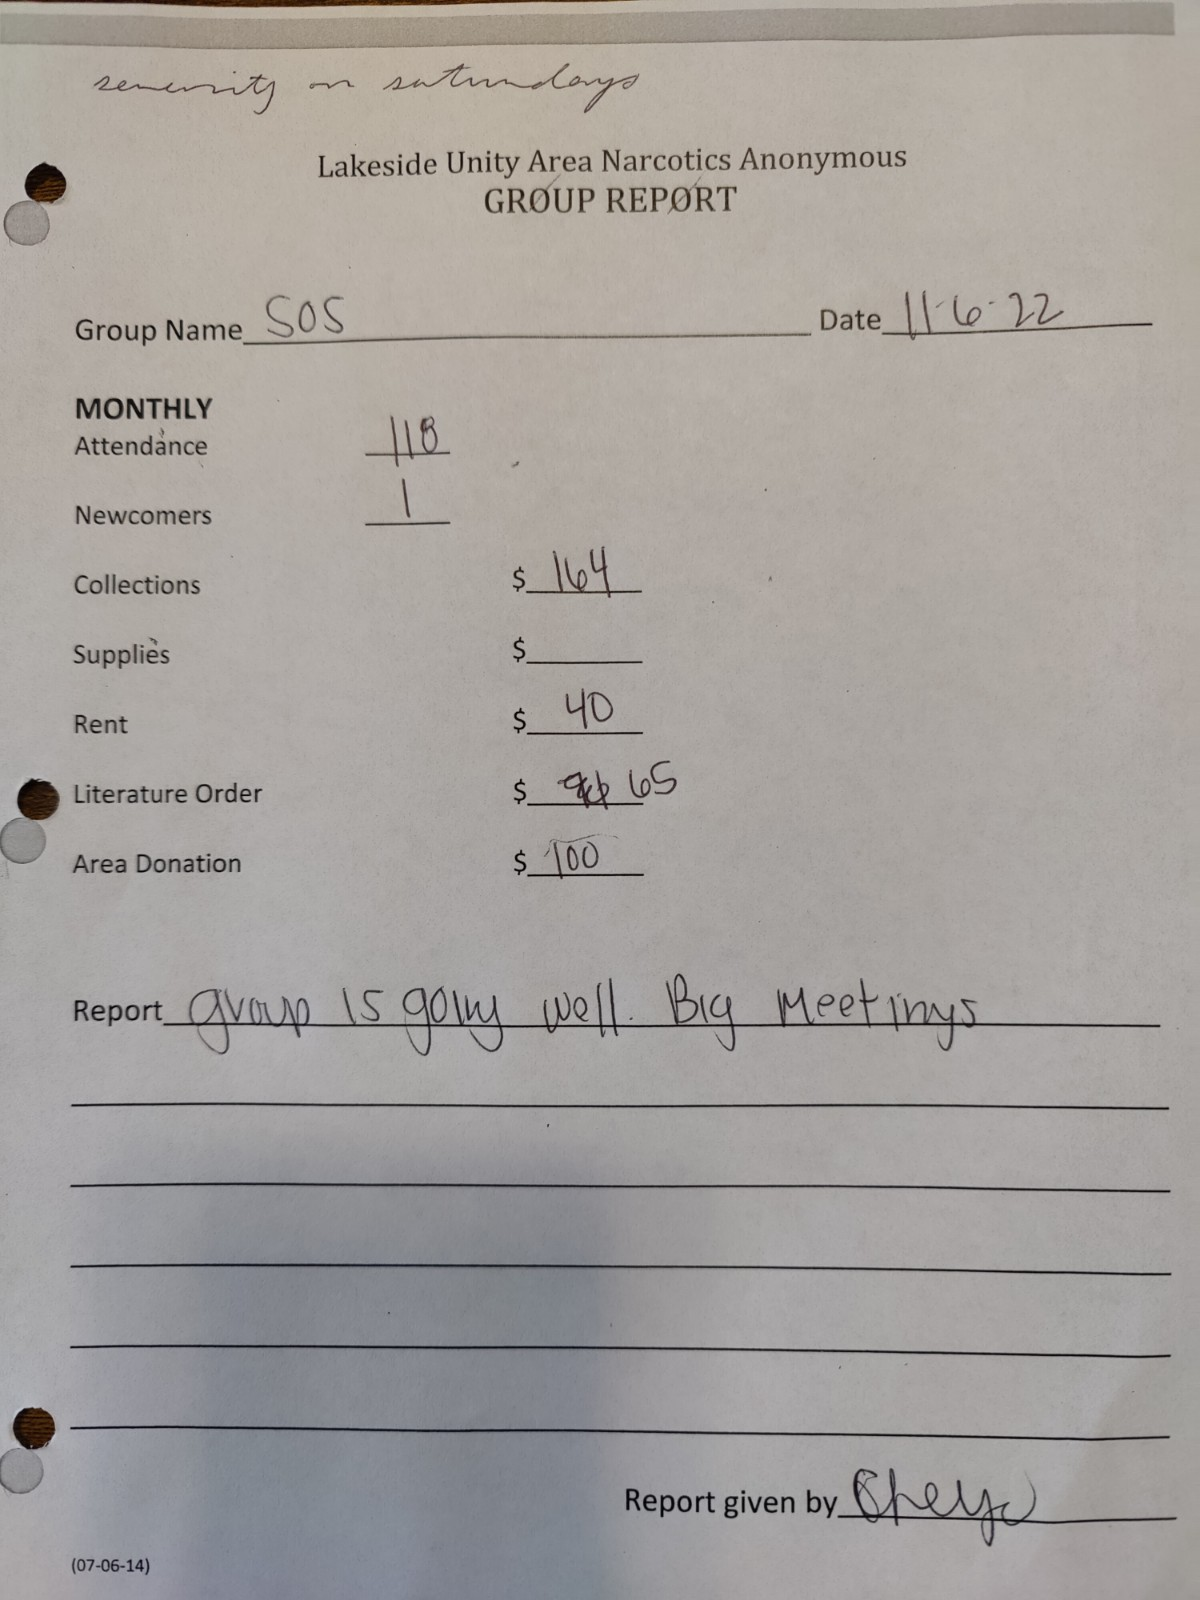 serenity on saturdays
Lakeside Unity Area Narcotics Anonymous
GROUP REPORT
Group Name SOS Date 11-6-22
MONTHLY
Attendance 118
Newcomers 1
Collections $ 164
Supplies $
Rent $ 40
Literature Order $ 65
Area Donation $ 100
Report group is going well. Big Meetings
Report given by
(07-06-14)